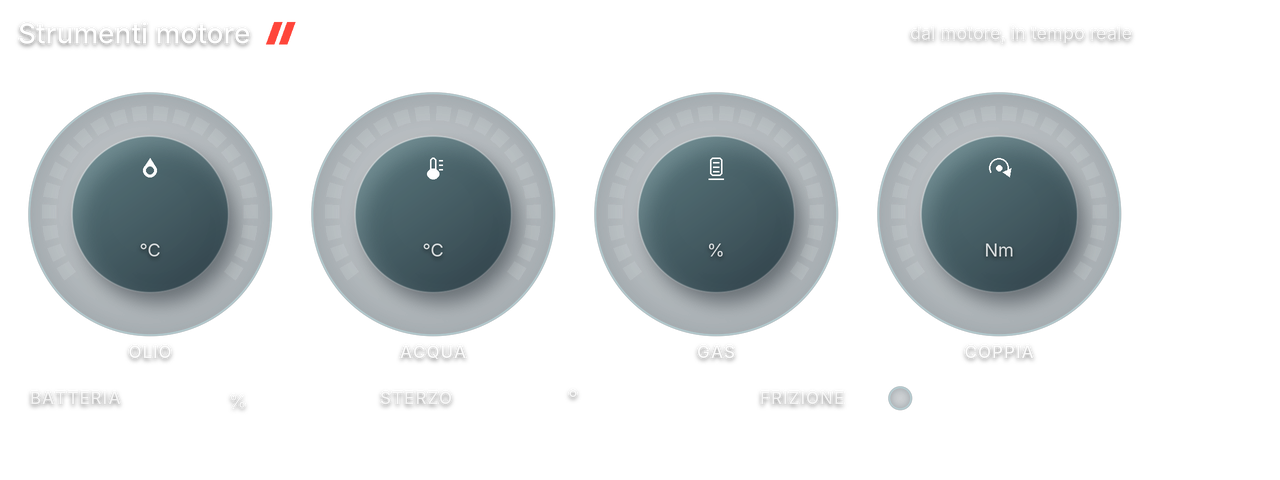 Strumenti motore
dal motore, in tempo reale
°C
°C
%
Nm
OLIO
ACQUA
GAS
COPPIA
BATTERIA %
STERZO °
FRIZIONE